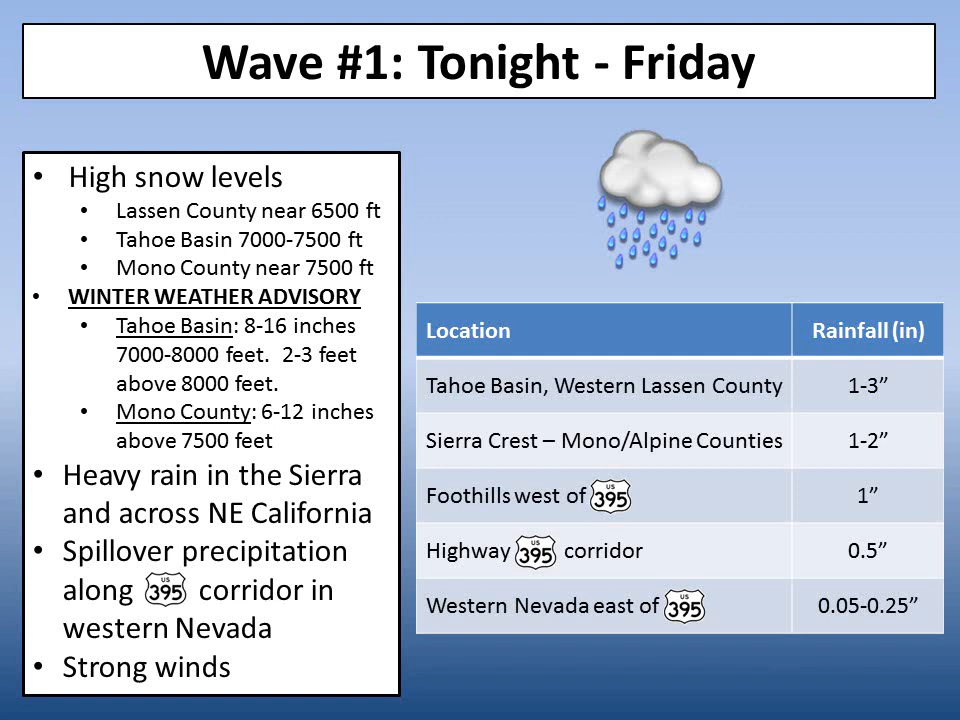 Wave #1: Tonight - Friday
• High snow levels
• Lassen County near 6500 ft
• Tahoe Basin 7000-7500 ft
• Mono County near 7500 ft
• WINTER WEATHER ADVISORY
• Tahoe Basin: 8-16 inches
7000-8000 feet.  2-3 feet
above 8000 feet.
• Mono County: 6-12 inches
above 7500 feet
• Heavy rain in the Sierra
and across NE California
• Spillover precipitation
along US 395 corridor in
western Nevada
• Strong winds
Location Rainfall (in)
Tahoe Basin, Western Lassen County 1-3”
Sierra Crest – Mono/Alpine Counties 1-2”
Foothills west of US 395 1”
Highway US 395 corridor 0.5”
Western Nevada east of US 395 0.05-0.25”